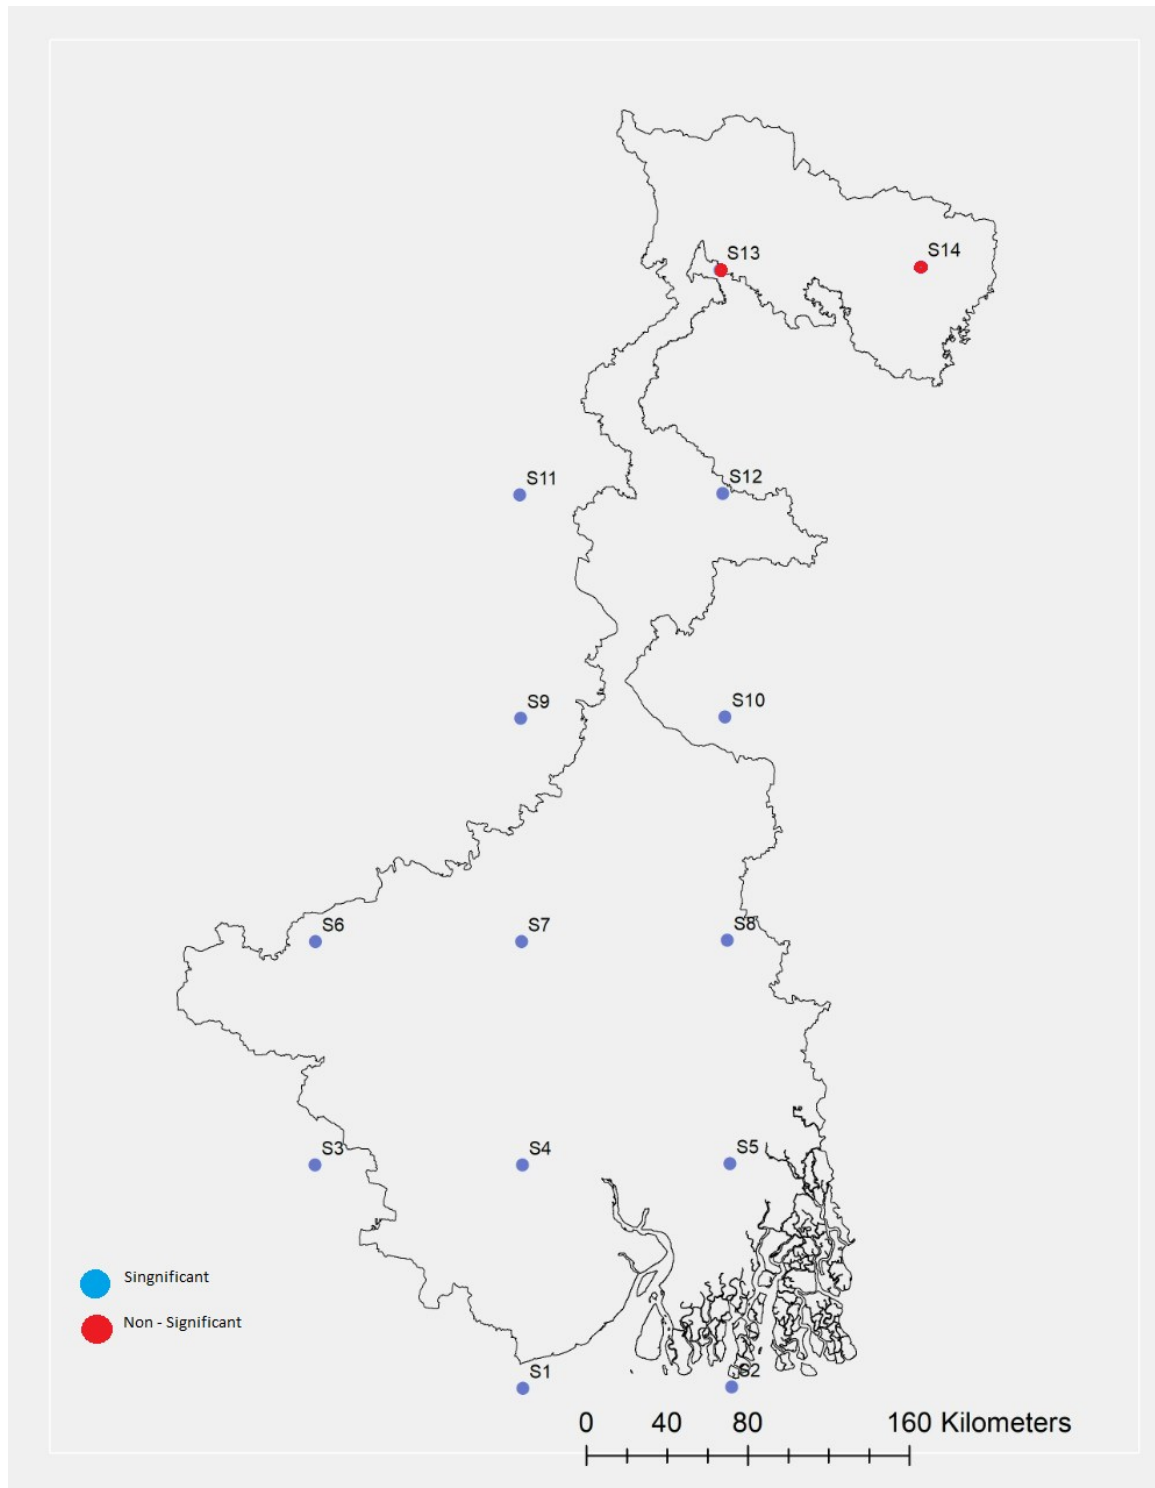 S13
S14
S11
S12
S9
S10
S6
S7
S8
S3
S4
S5
Singnificant
Non - Significant
S1
S2
0 40 80 160 Kilometers